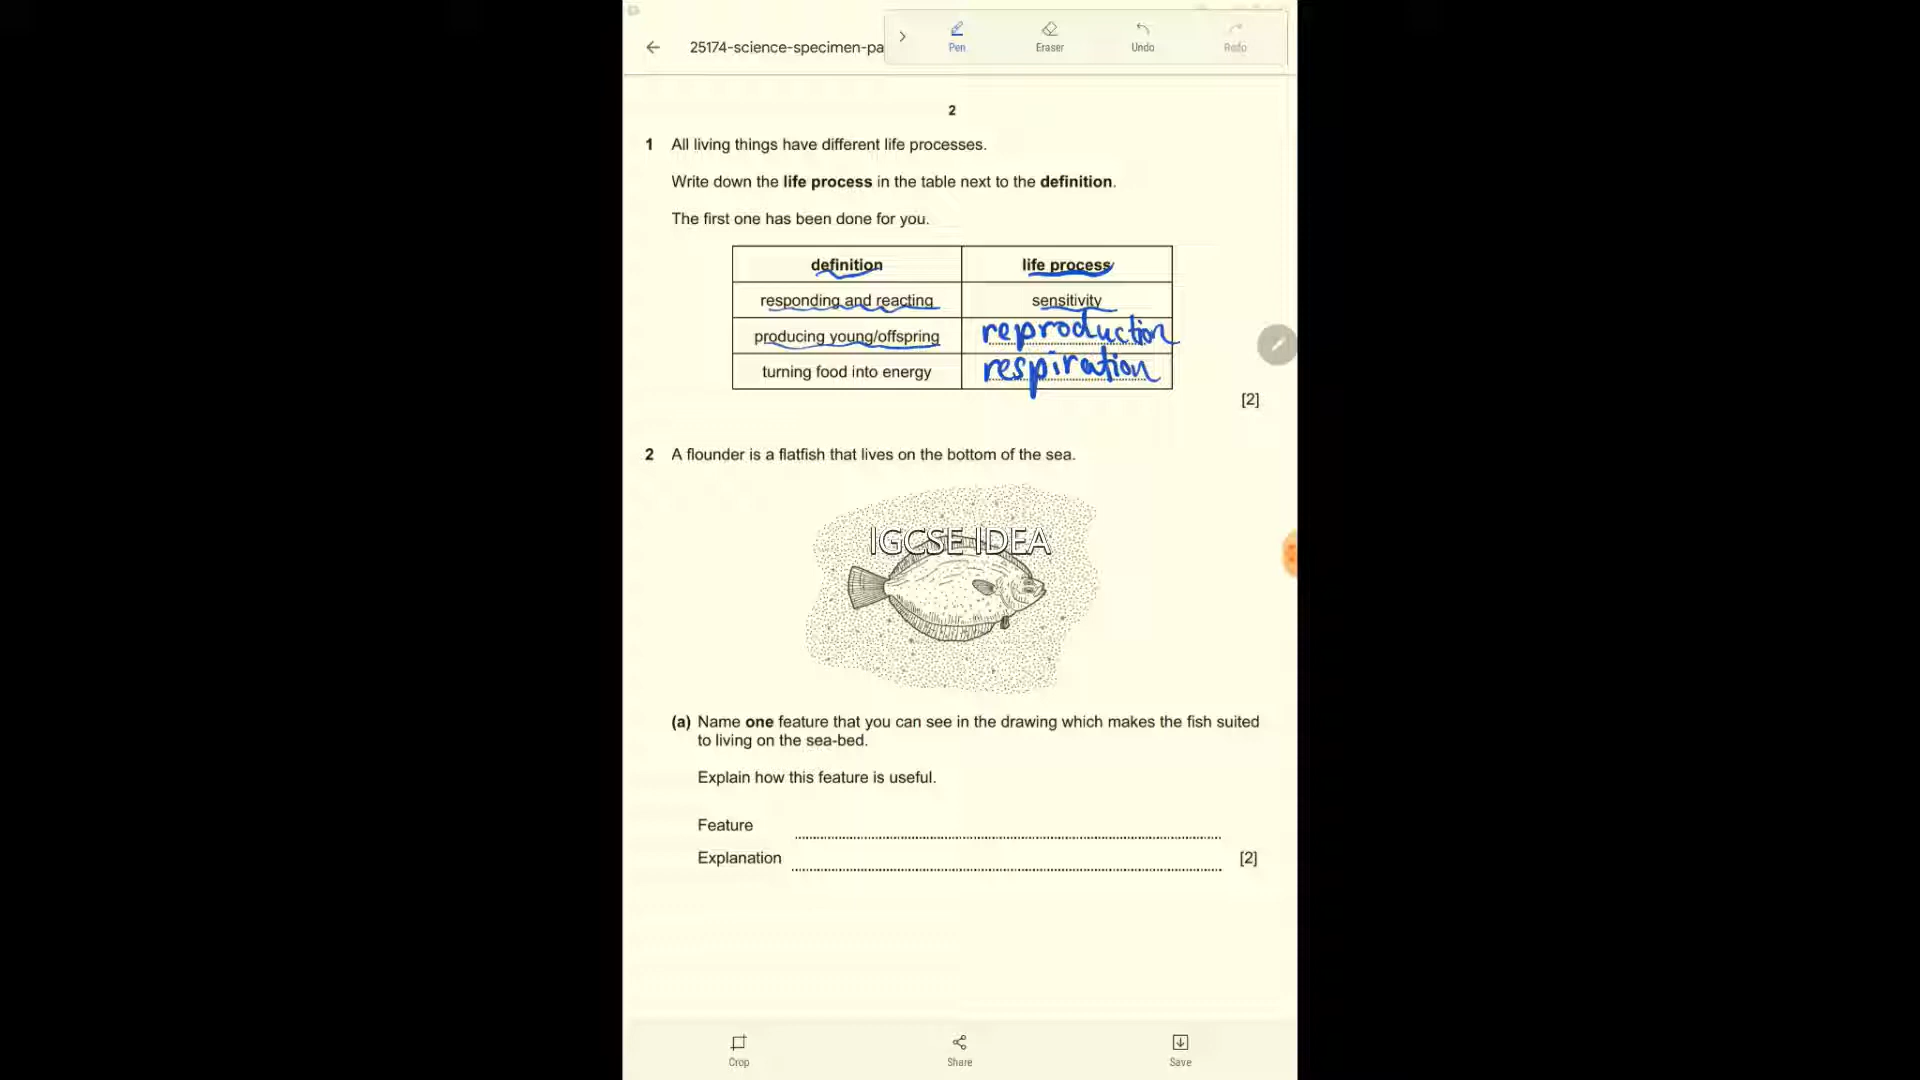 25174-science-specimen-pa
Pen
Eraser
Undo
Redo
2
1 All living things have different life processes.
Write down the life process in the table next to the definition.
The first one has been done for you.
definition life process
responding and reacting sensitivity
producing young/offspring reproduction
turning food into energy respiration
[2]
2 A flounder is a flatfish that lives on the bottom of the sea.
IGCSE IDEA
(a) Name one feature that you can see in the drawing which makes the fish suited
to living on the sea-bed.
Explain how this feature is useful.
Feature
Explanation [2]
Crop
Share
Save